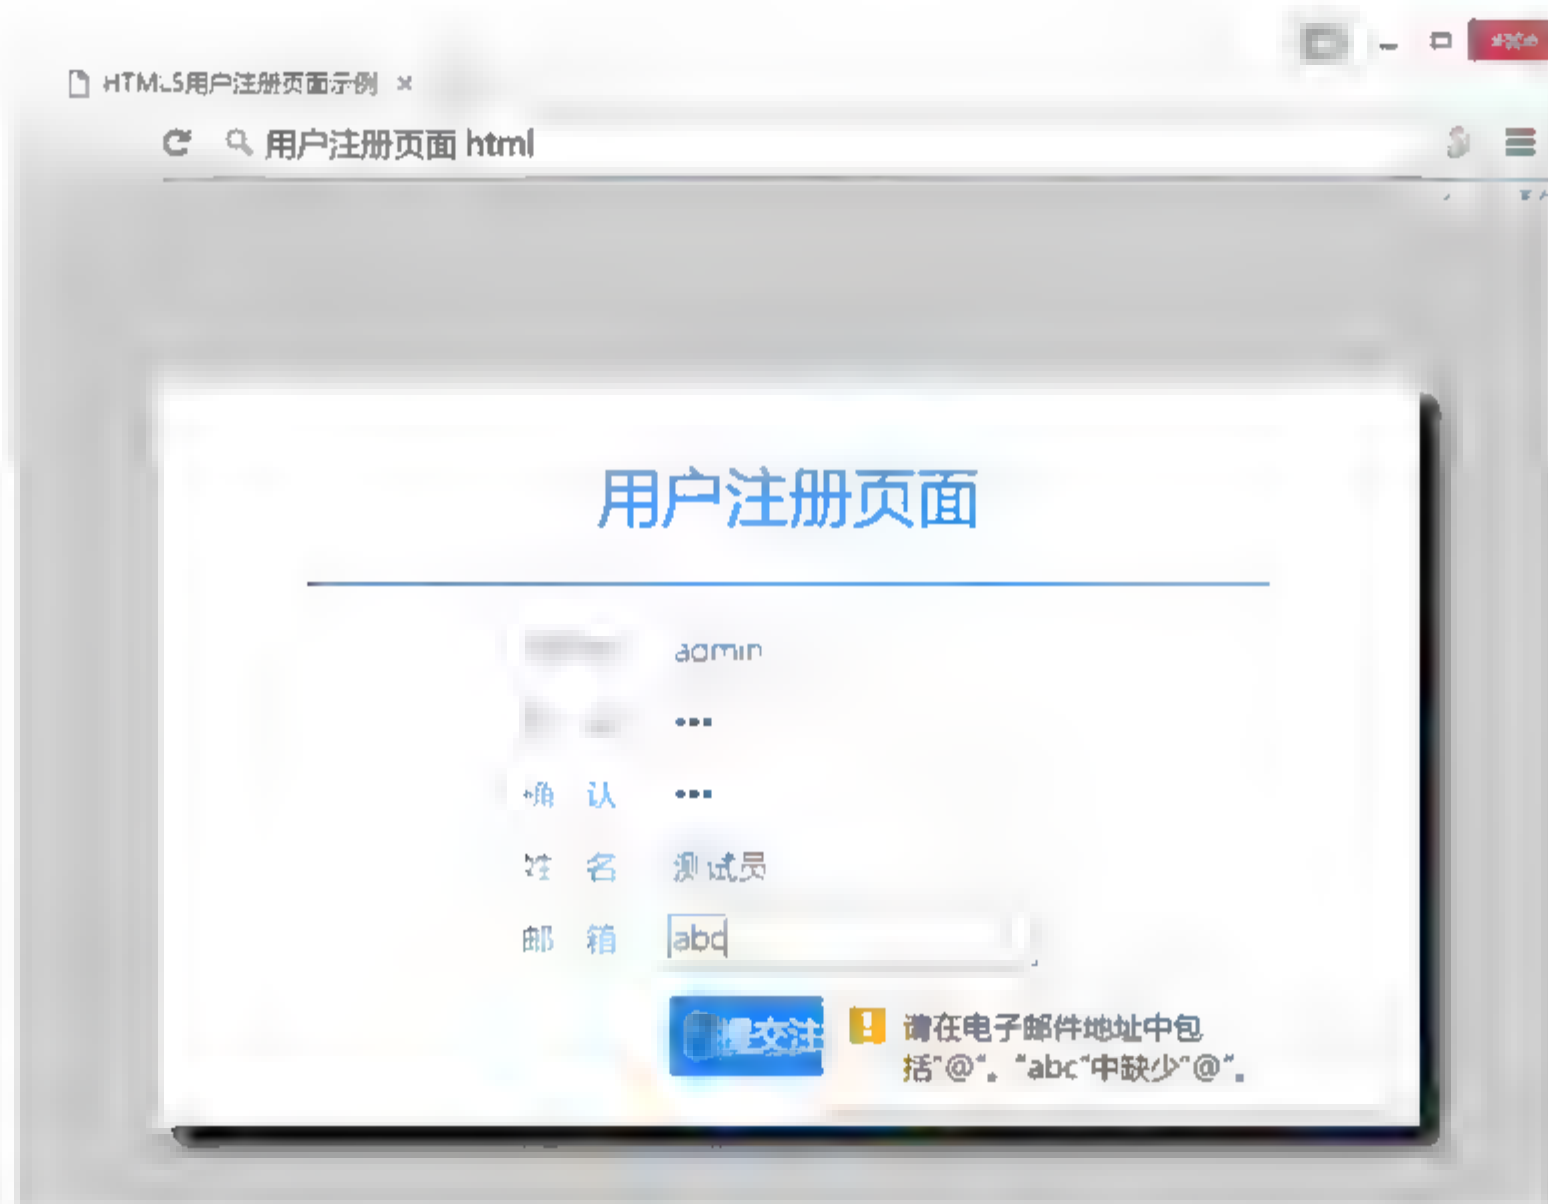 HTML5用户注册页面示例
用户注册页面 html
用户注册页面
admin
确 认
姓 名 测试员
邮 箱 abc
提交注
请在电子邮件地址中包
括"@"。"abc"中缺少"@"。